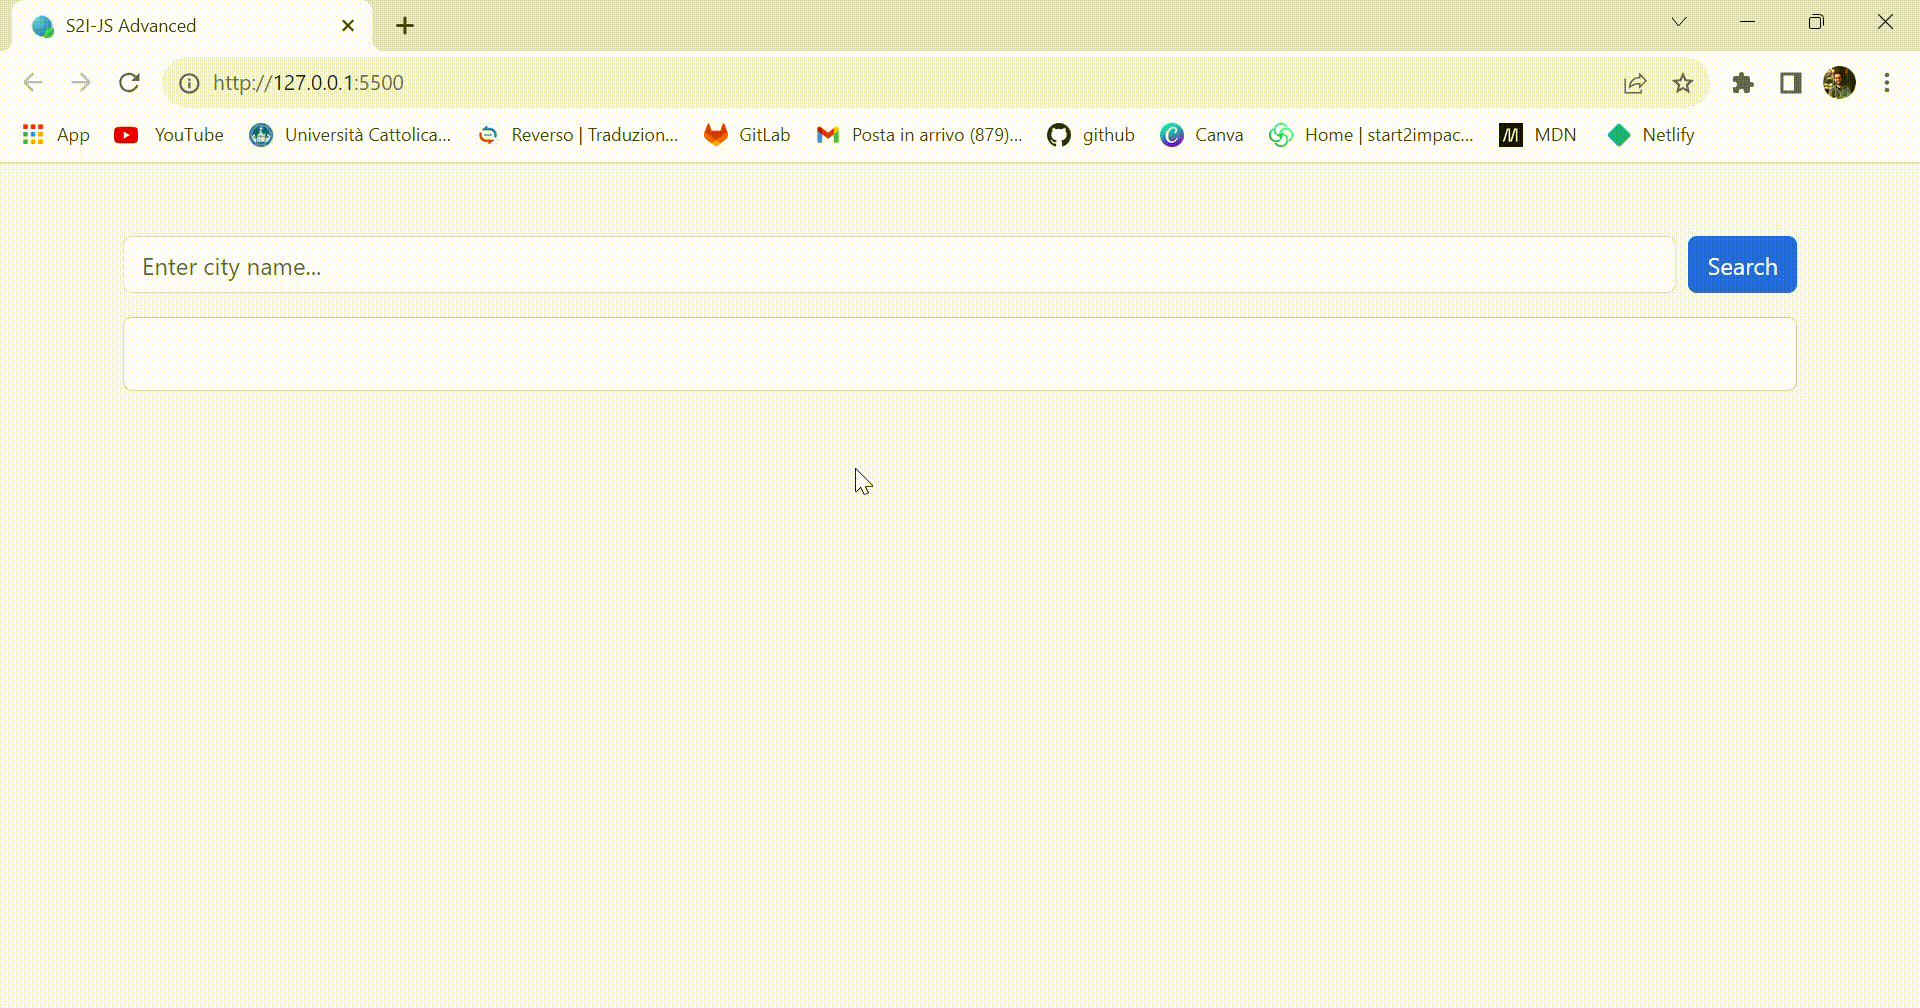 S2I-JS Advanced
http://127.0.0.1:5500
App YouTube Università Cattolica... Reverso | Traduzion... GitLab Posta in arrivo (879)... github Canva Home | start2impac... MDN Netlify
Enter city name... Search